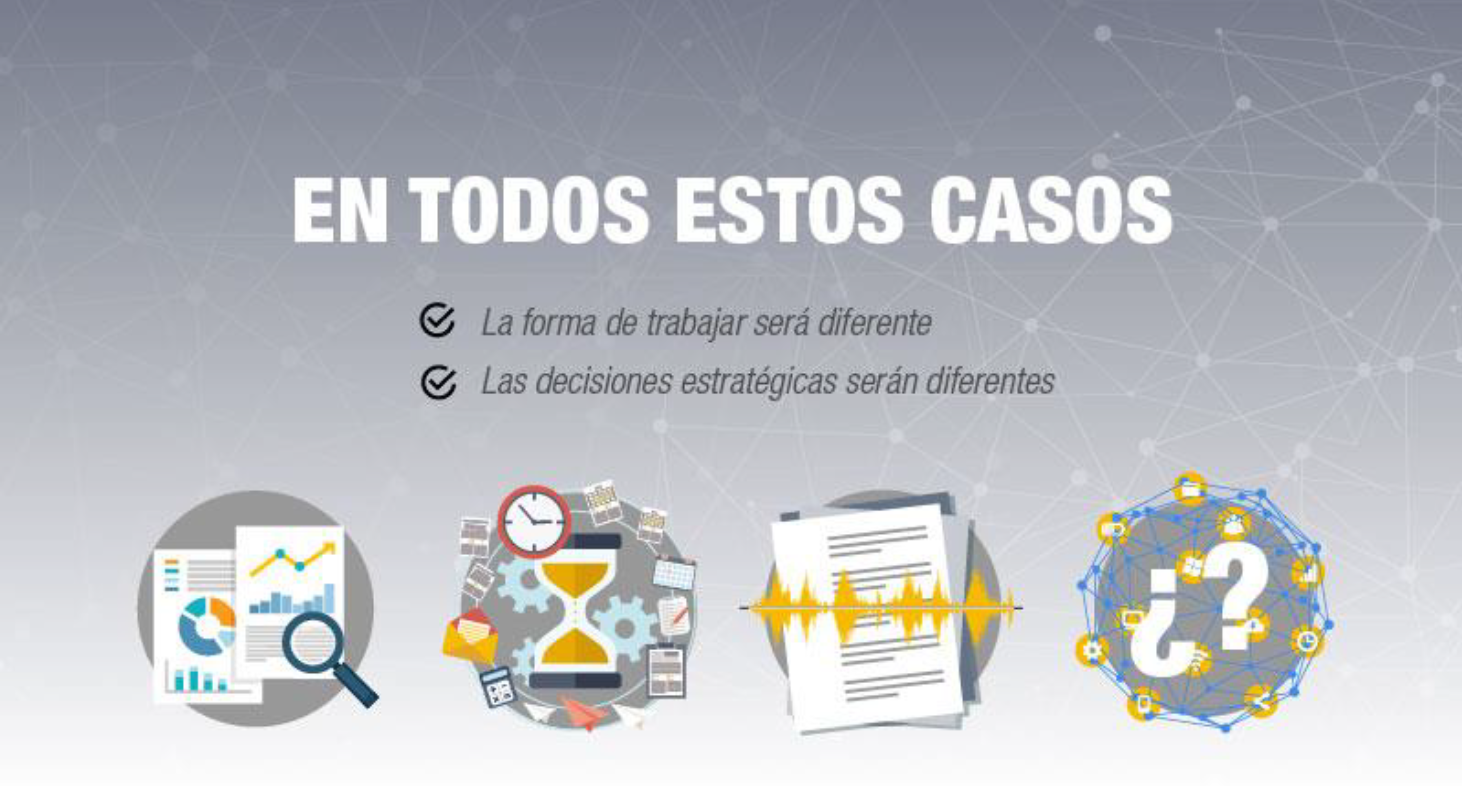 EN TODOS ESTOS CASOS
La forma de trabajar será diferente
Las decisiones estratégicas serán diferentes
¿?